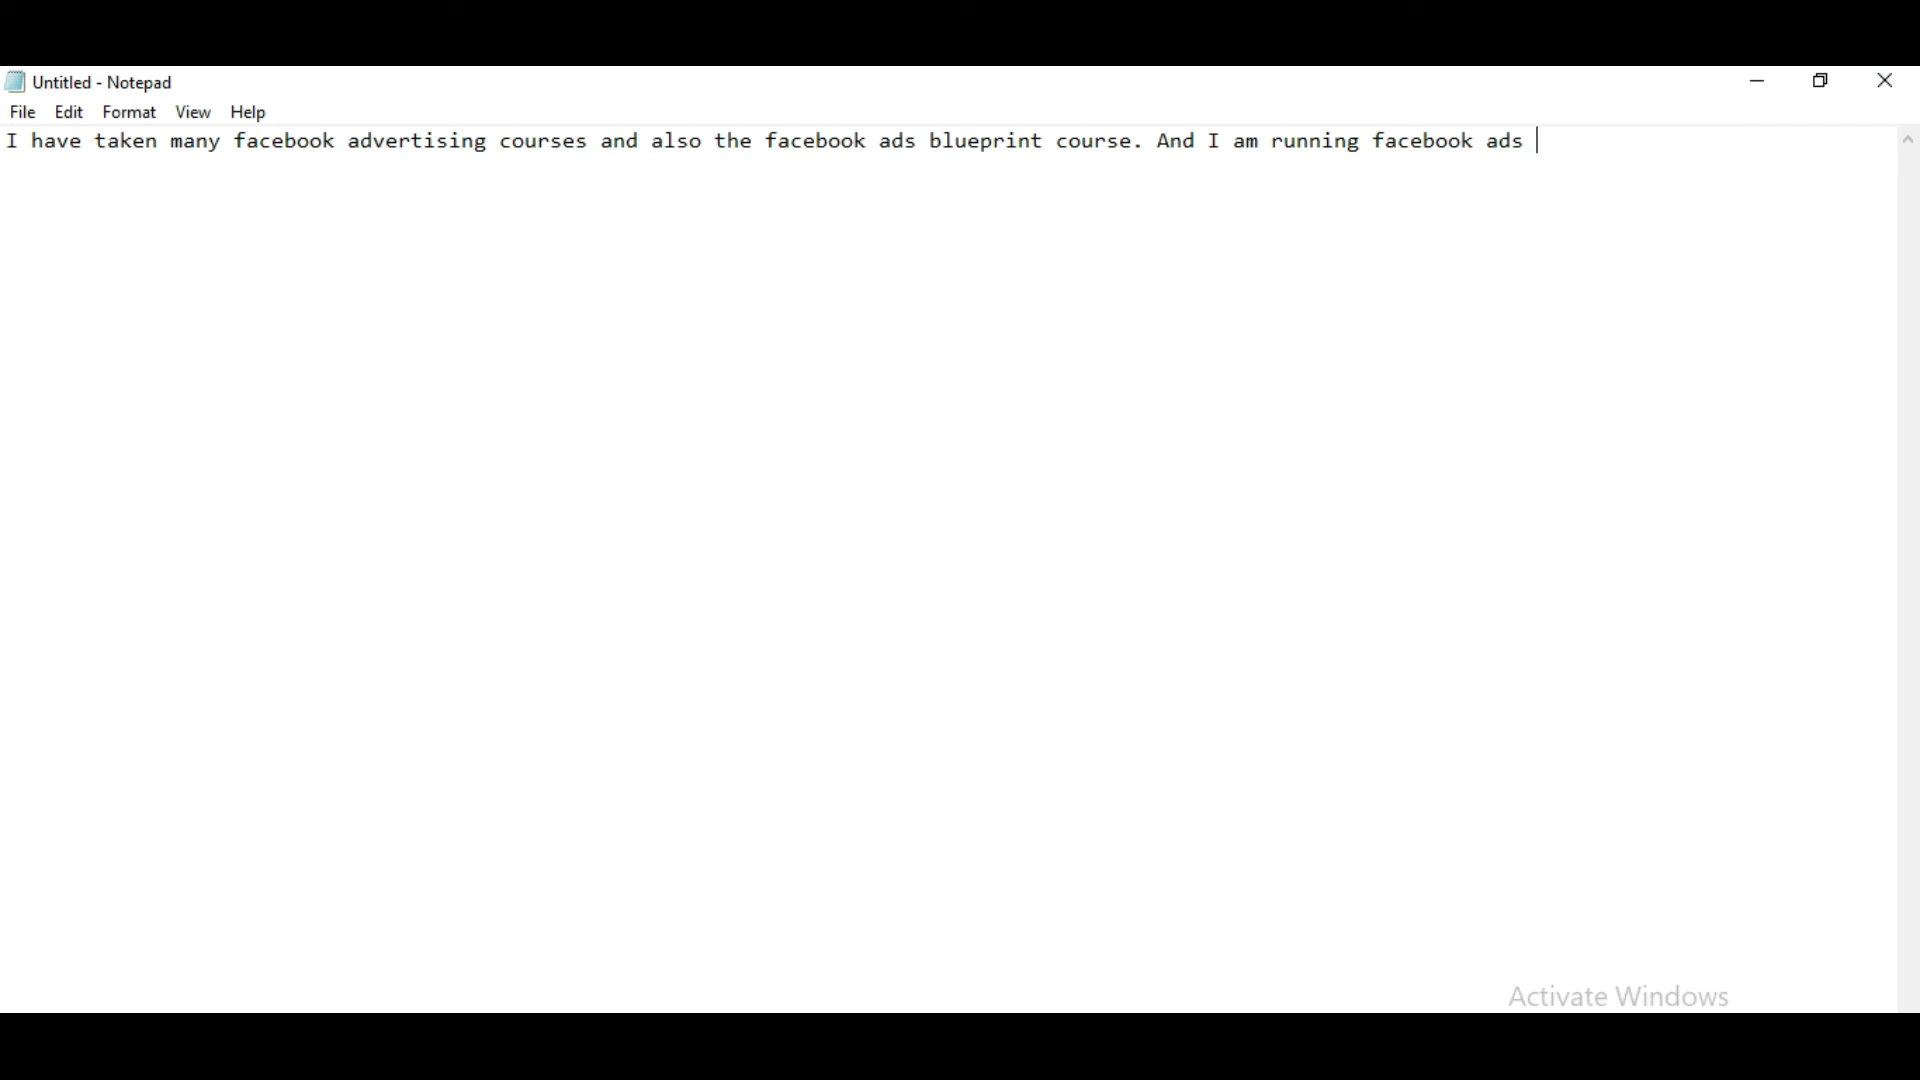 Untitled - Notepad
File Edit Format View Help
I have taken many facebook advertising courses and also the facebook ads blueprint course. And I am running facebook ads
Activate Windows